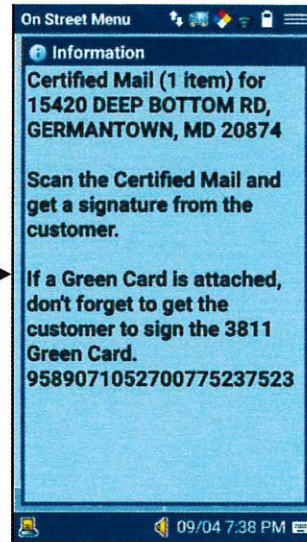 On Street Menu
Information
Certified Mail (1 item) for
15420 DEEP BOTTOM RD,
GERMANTOWN, MD 20874
Scan the Certified Mail and
get a signature from the
customer.
If a Green Card is attached,
don't forget to get the
customer to sign the 3811
Green Card.
9589071052700775237523
09/04 7:38 PM